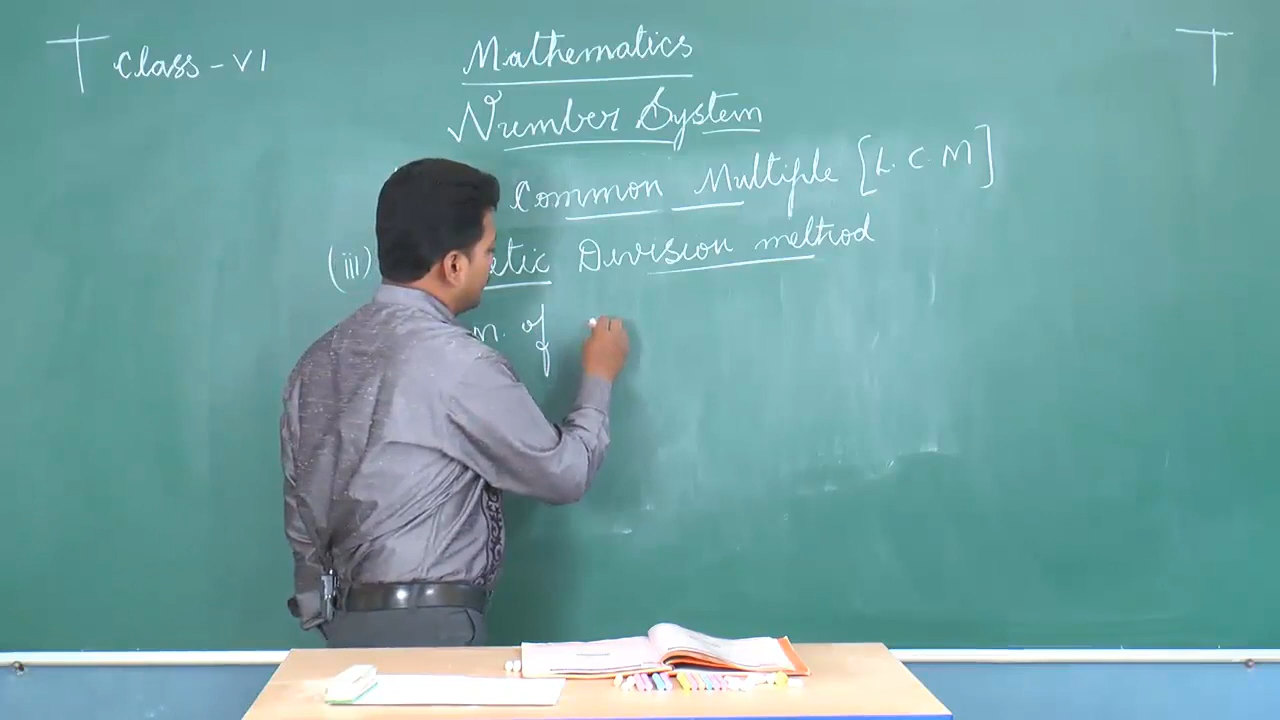 Class - VI
Mathematics
Number System
Common Multiple [L.C.M]
(iii) etic Division method
m. of